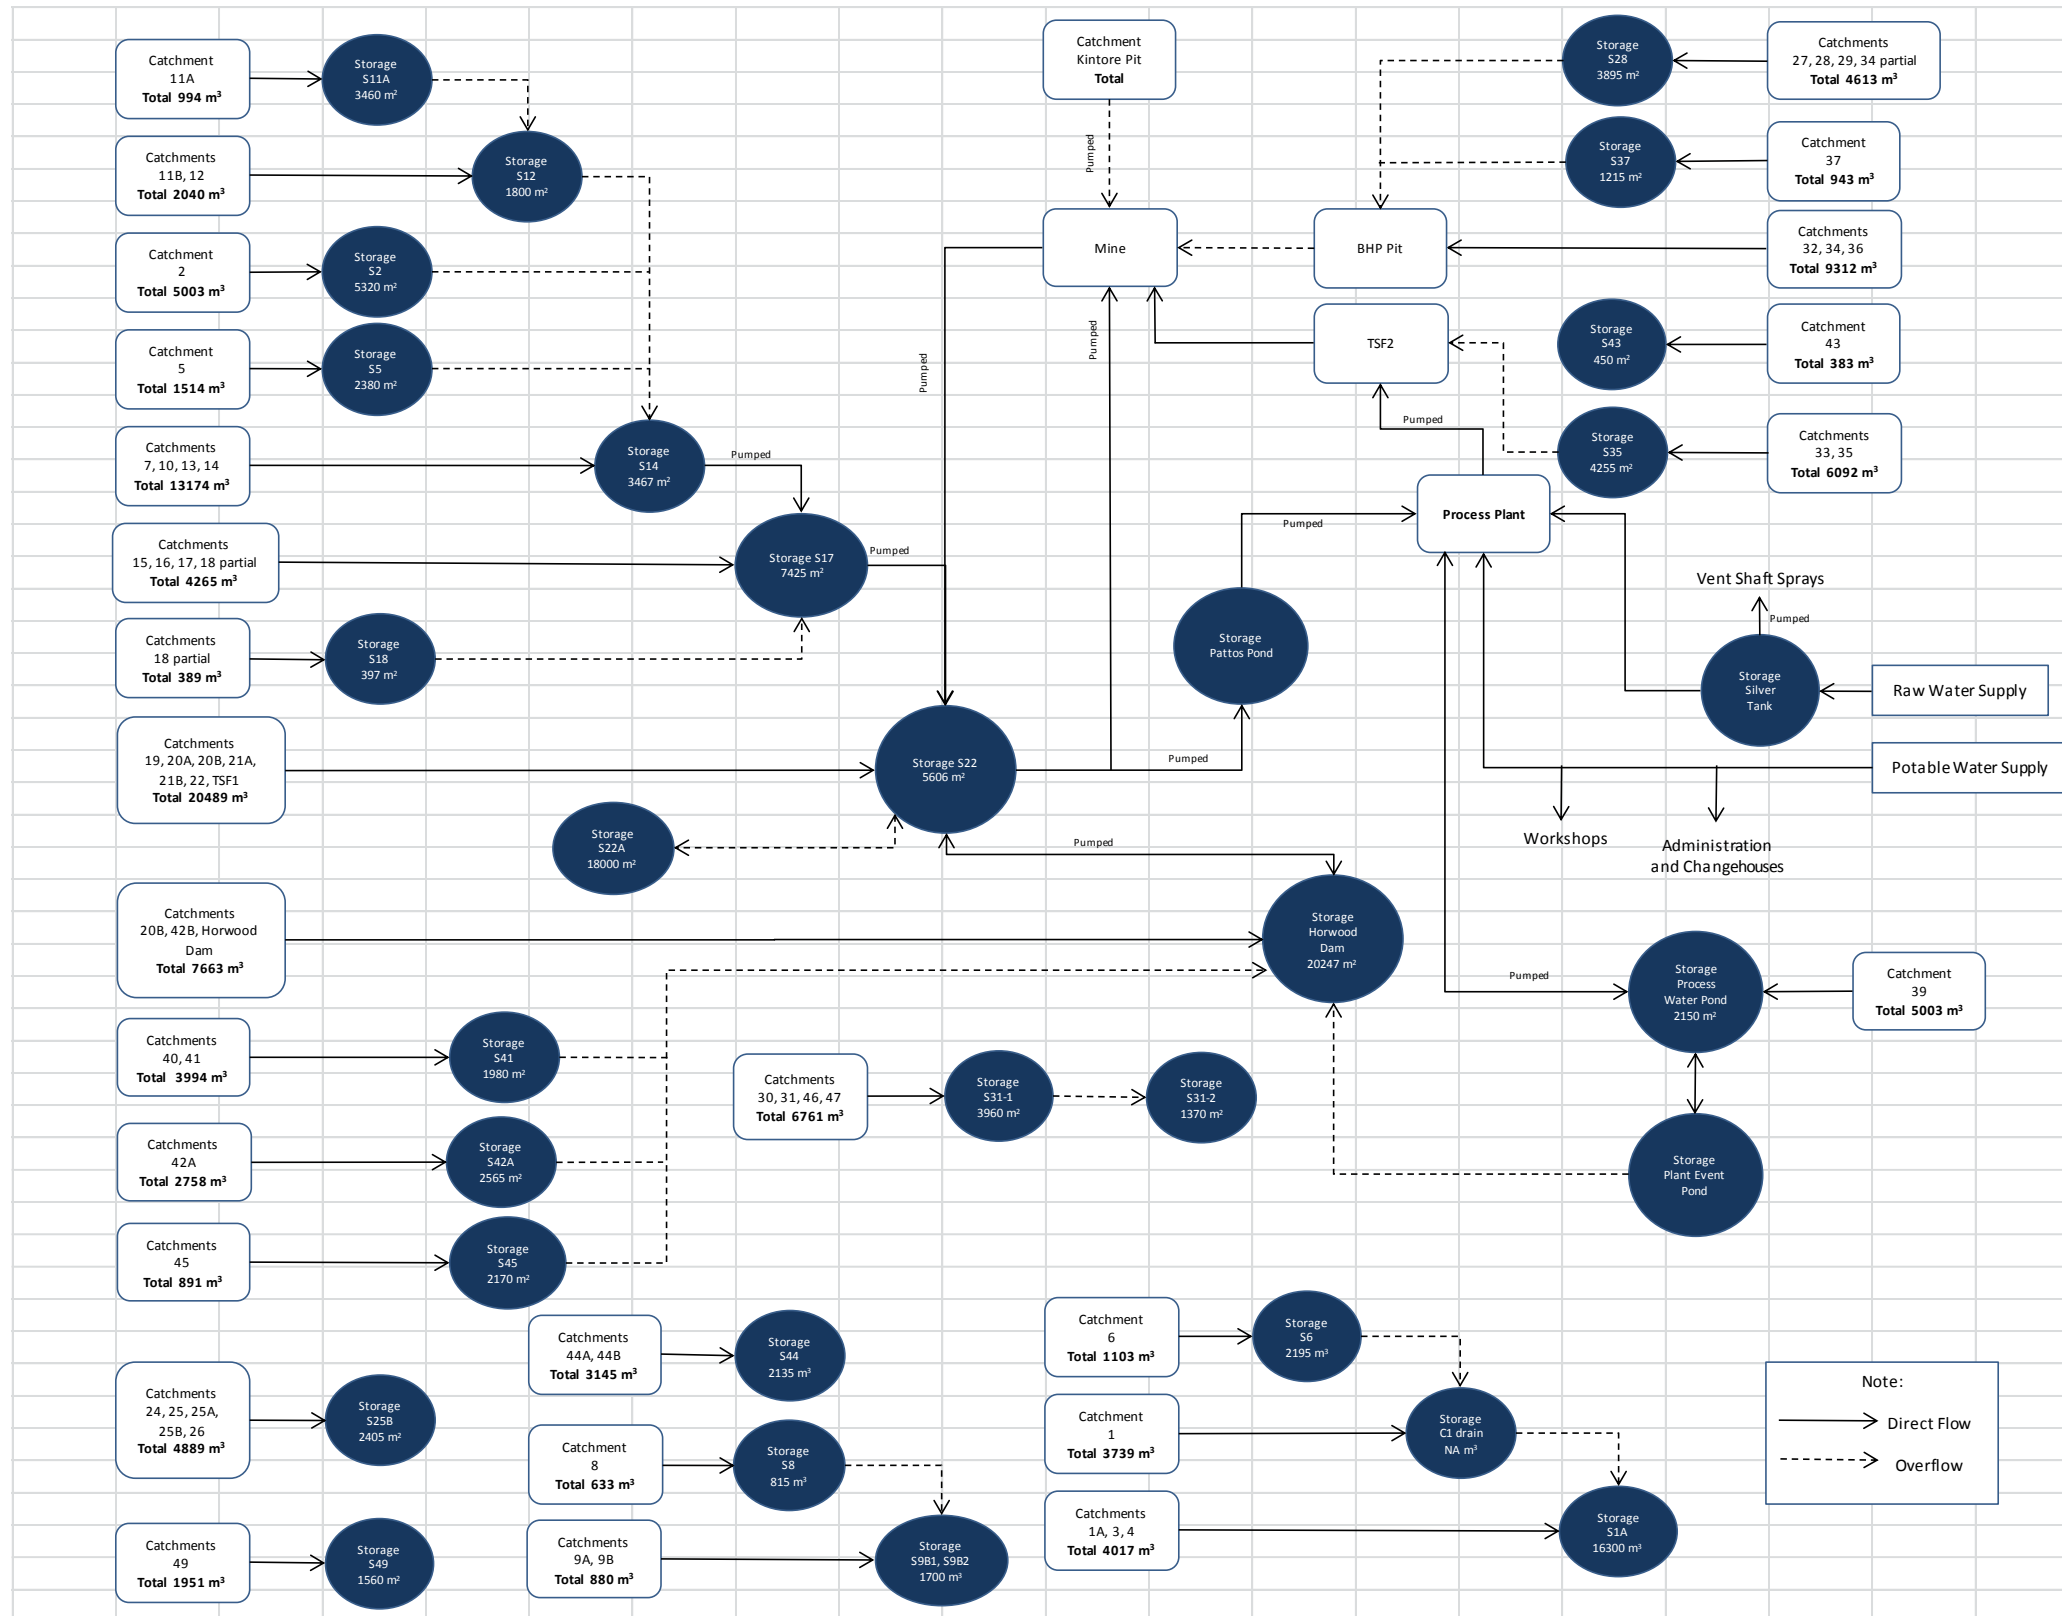 Catchment
11A
Total 994 m³
Storage
S11A
3460 m²
Catchments
11B, 12
Total 2040 m³
Storage
S12
1800 m²
Catchment
2
Total 5003 m³
Storage
S2
5320 m²
Catchment
5
Total 1514 m³
Storage
S5
2380 m²
Catchments
7, 10, 13, 14
Total 13174 m³
Storage
S14
3467 m²
Pumped
Catchments
15, 16, 17, 18 partial
Total 4265 m³
Storage S17
7425 m²
Pumped
Catchments
18 partial
Total 389 m³
Storage
S18
397 m²
Catchments
19, 20A, 20B, 21A,
21B, 22, TSF1
Total 20489 m³
Storage S22
5606 m²
Pumped
Storage
S22A
18000 m²
Pumped
Catchment
Kintore Pit
Total
Pumped
Mine
Pumped
Pumped
BHP Pit
TSF2
Pumped
Process Plant
Pumped
Storage
Pattos Pond
Storage
S28
3895 m²
Catchments
27, 28, 29, 34 partial
Total 4613 m³
Storage
S37
1215 m²
Catchment
37
Total 943 m³
Catchments
32, 34, 36
Total 9312 m³
Storage
S43
450 m²
Catchment
43
Total 383 m³
Storage
S35
4255 m²
Catchments
33, 35
Total 6092 m³
Vent Shaft Sprays
Pumped
Storage
Silver
Tank
Raw Water Supply
Potable Water Supply
Workshops
Administration
and Changehouses
Catchments
20B, 42B, Horwood
Dam
Total 7663 m³
Storage
Horwood
Dam
20247 m²
Pumped
Storage
Process
Water Pond
2150 m²
Catchment
39
Total 5003 m³
Catchments
40, 41
Total 3994 m³
Storage
S41
1980 m²
Catchments
30, 31, 46, 47
Total 6761 m³
Storage
S31-1
3960 m²
Storage
S31-2
1370 m²
Catchments
42A
Total 2758 m³
Storage
S42A
2565 m²
Storage
Plant Event
Pond
Catchments
45
Total 891 m³
Storage
S45
2170 m²
Catchments
44A, 44B
Total 3145 m³
Storage
S44
2135 m³
Catchment
6
Total 1103 m³
Storage
S6
2195 m³
Catchments
24, 25, 25A,
25B, 26
Total 4889 m³
Storage
S25B
2405 m²
Catchment
8
Total 633 m³
Storage
S8
815 m³
Catchment
1
Total 3739 m³
Storage
C1 drain
NA m³
Catchments
49
Total 1951 m³
Storage
S49
1560 m²
Catchments
9A, 9B
Total 880 m³
Storage
S9B1, S9B2
1700 m³
Catchments
1A, 3, 4
Total 4017 m³
Storage
S1A
16300 m³
Note:
Direct Flow
Overflow